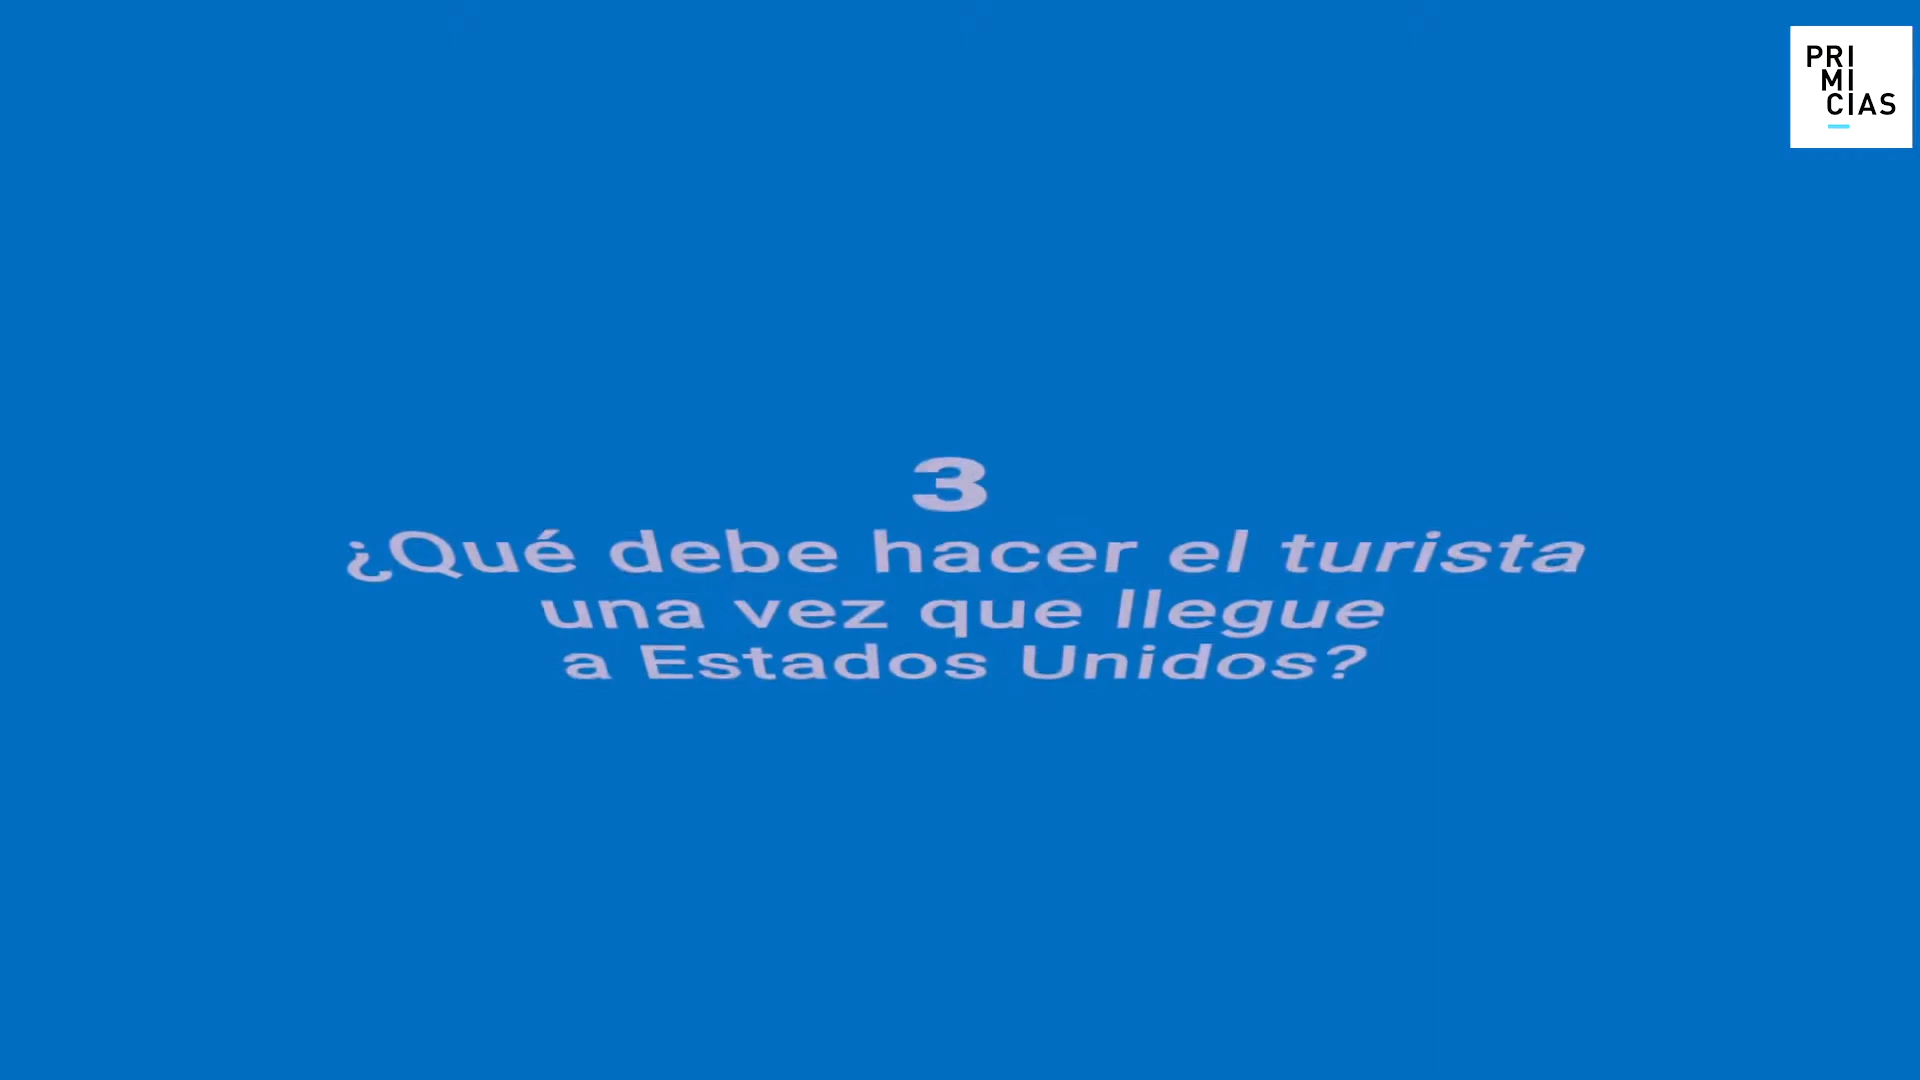 PRI
MI
CIAS
3
¿Qué debe hacer el turista
una vez que llegue
a Estados Unidos?